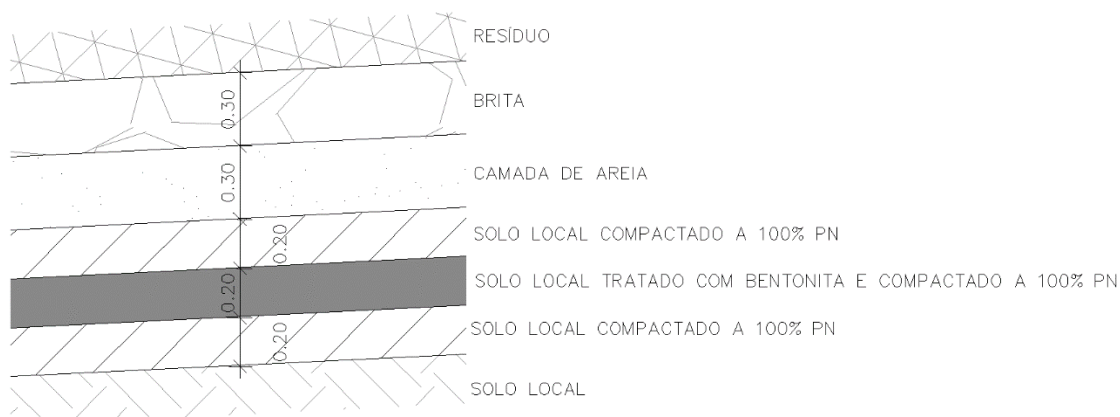 RESÍDUO
BRITA
0.30
CAMADA DE AREIA
0.30
SOLO LOCAL COMPACTADO A 100% PN
0.20
SOLO LOCAL TRATADO COM BENTONITA E COMPACTADO A 100% PN
0.20
SOLO LOCAL COMPACTADO A 100% PN
0.20
SOLO LOCAL